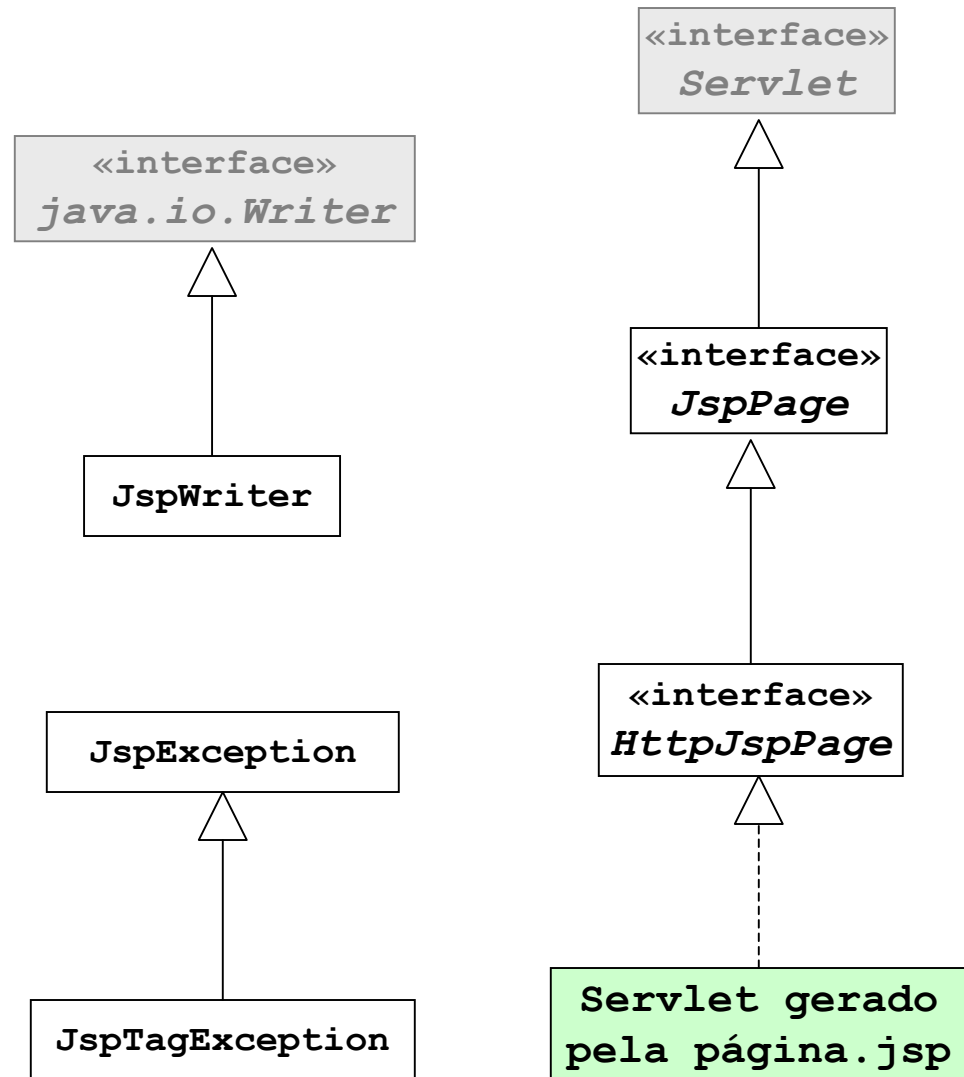 «interface»
Servlet
«interface»
java.io.Writer
«interface»
JspPage
JspWriter
«interface»
HttpJspPage
JspException
Servlet gerado
pela página.jsp
JspTagException